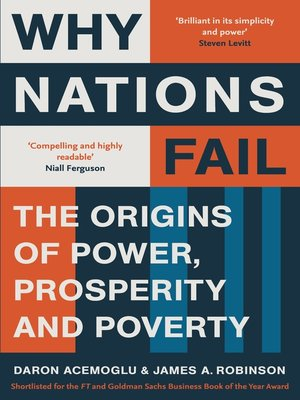 WHY
‘Brilliant in its simplicity
and power’
Steven Levitt
NATIONS
‘Compelling and highly
readable’
Niall Ferguson
FAIL
THE ORIGINS
OF POWER,
PROSPERITY
AND POVERTY
DARON ACEMOGLU & JAMES A. ROBINSON
Shortlisted for the FT and Goldman Sachs Business Book of the Year Award